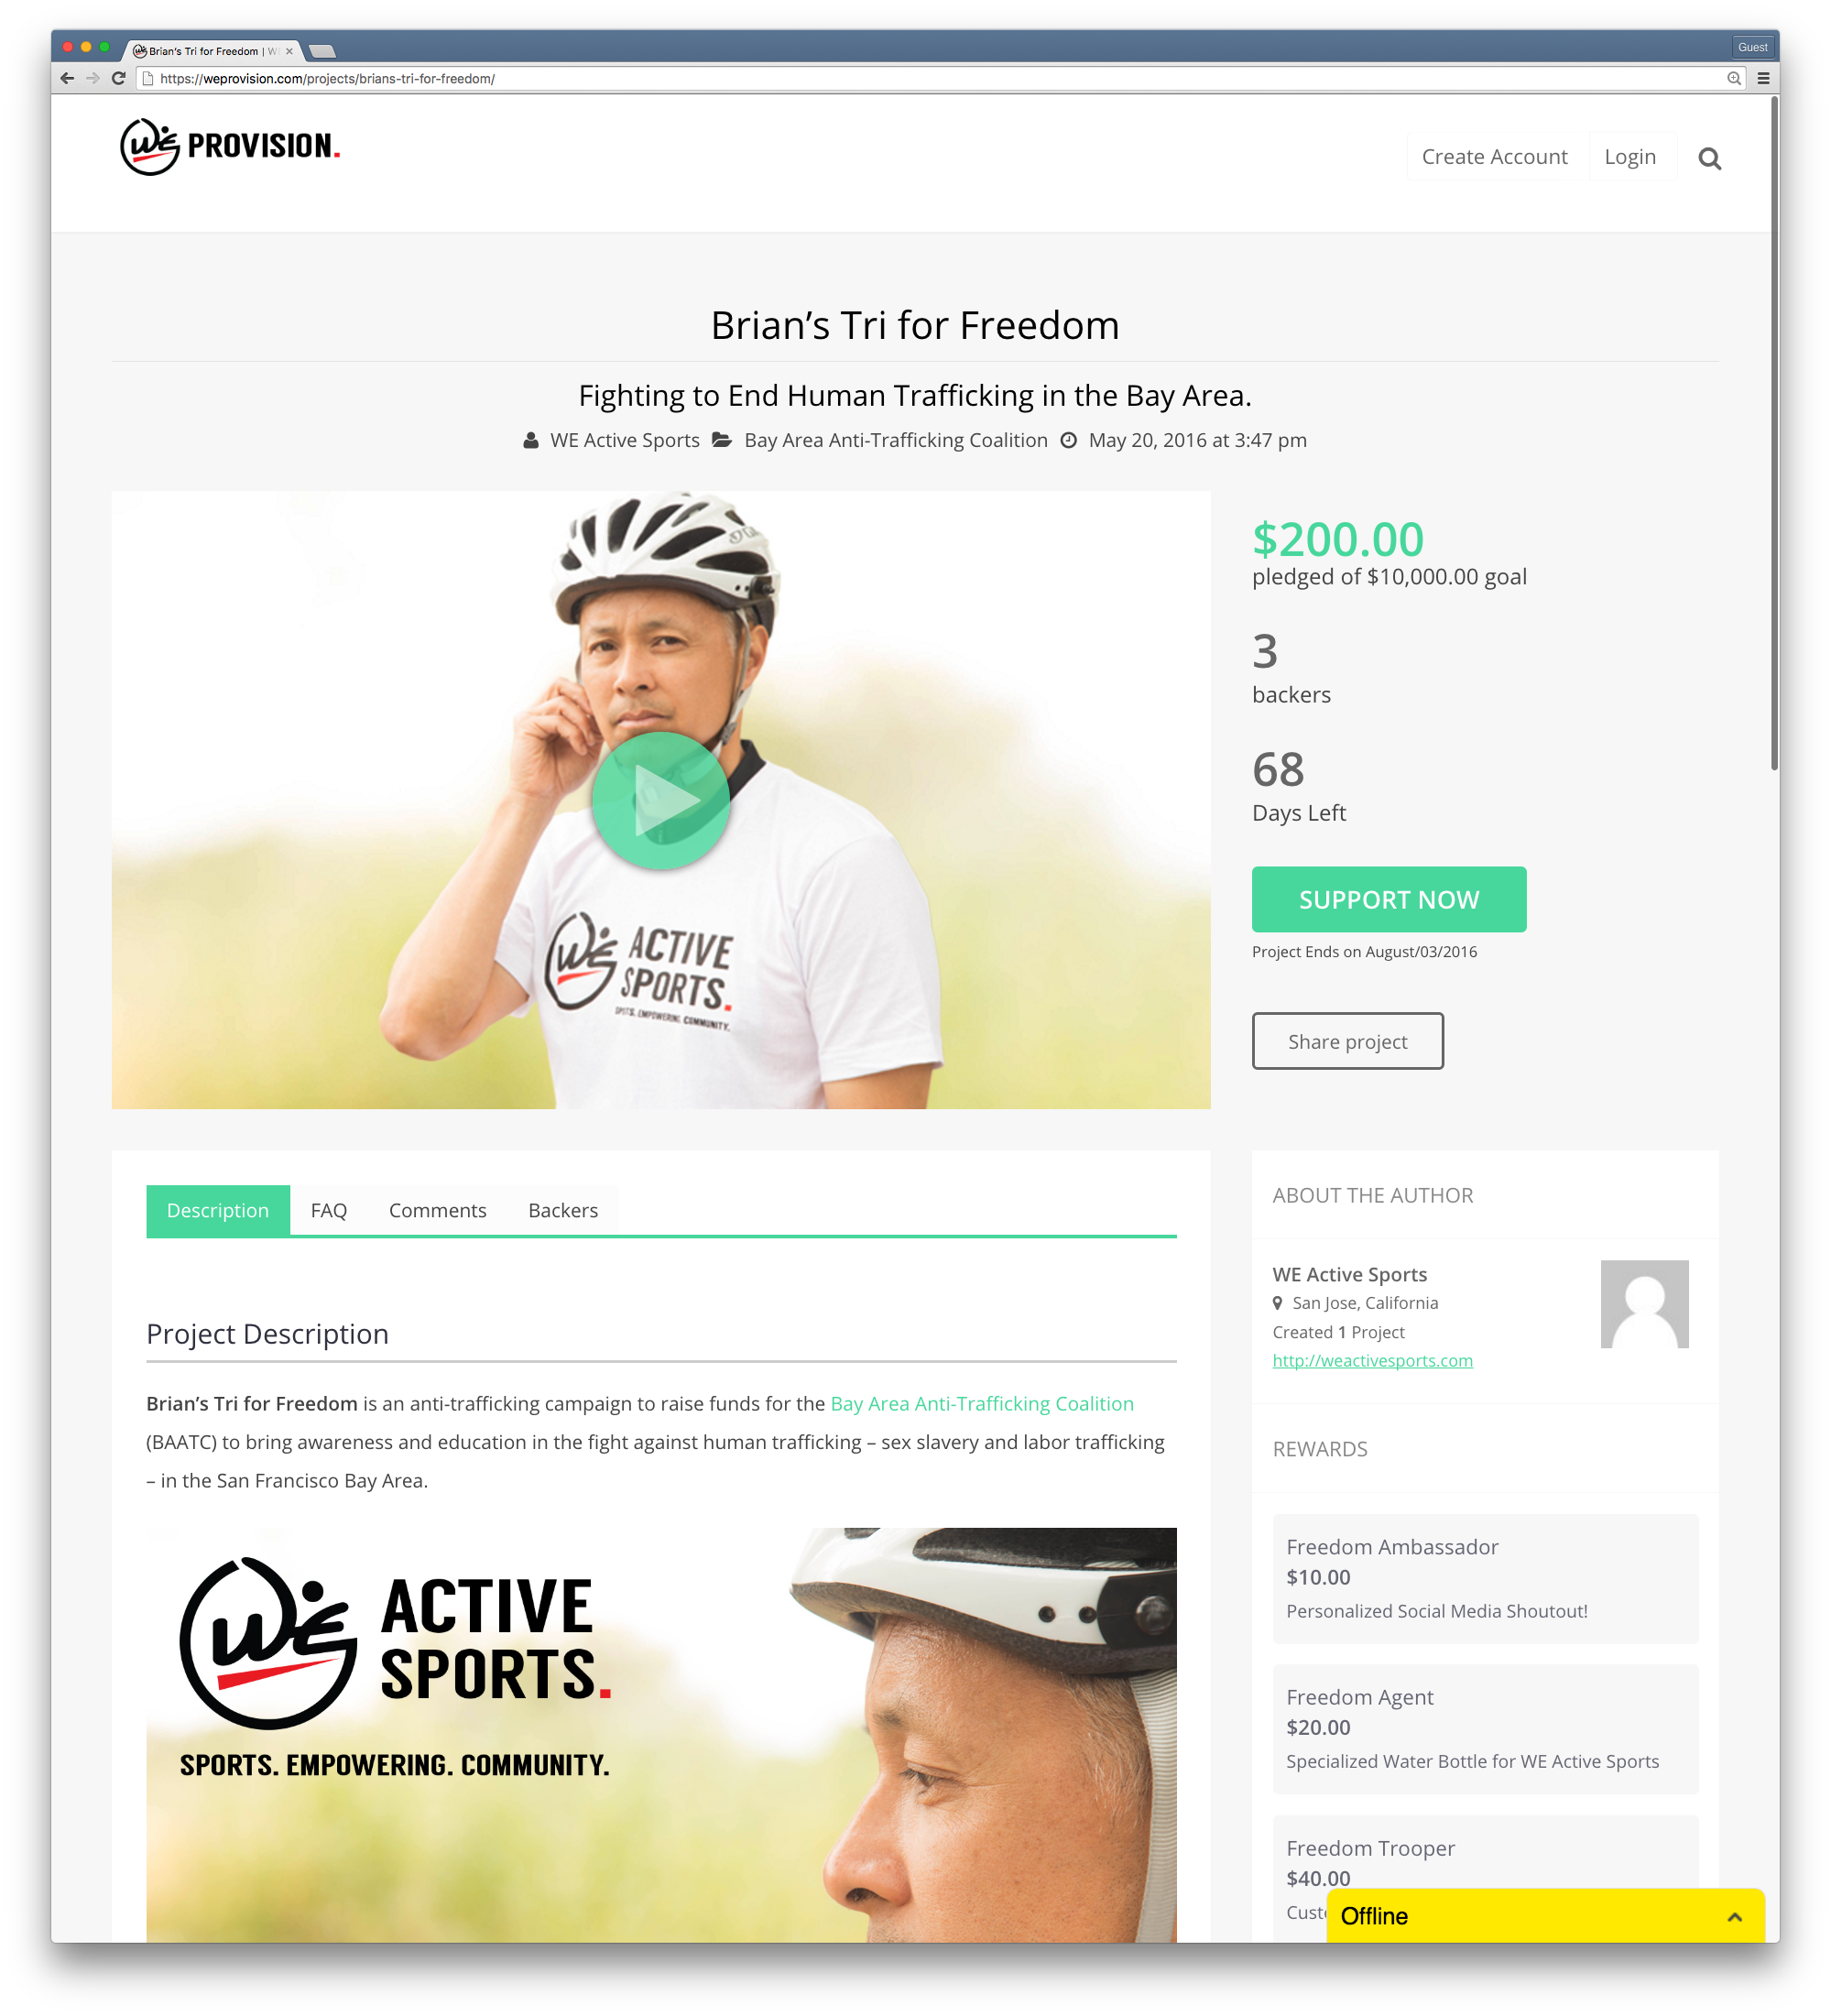 Brian's Tri for Freedom | W
Guest
https://weprovision.com/projects/brians-tri-for-freedom/
WE PROVISION.
Create Account
Login
Brian's Tri for Freedom
Fighting to End Human Trafficking in the Bay Area.
WE Active Sports Bay Area Anti-Trafficking Coalition May 20, 2016 at 3:47 pm
WE ACTIVE
SPORTS.
EMPOWERING. COMMUNITY.
$200.00
pledged of $10,000.00 goal
3
backers
68
Days Left
SUPPORT NOW
Project Ends on August/03/2016
Share project
Description FAQ Comments Backers
Project Description
Brian's Tri for Freedom is an anti-trafficking campaign to raise funds for the Bay Area Anti-Trafficking Coalition
(BAATC) to bring awareness and education in the fight against human trafficking – sex slavery and labor trafficking
– in the San Francisco Bay Area.
WE ACTIVE
SPORTS.
SPORTS. EMPOWERING. COMMUNITY.
ABOUT THE AUTHOR
WE Active Sports
San Jose, California
Created 1 Project
http://weactivesports.com
REWARDS
Freedom Ambassador
$10.00
Personalized Social Media Shoutout!
Freedom Agent
$20.00
Specialized Water Bottle for WE Active Sports
Freedom Trooper
$40.00
Offline